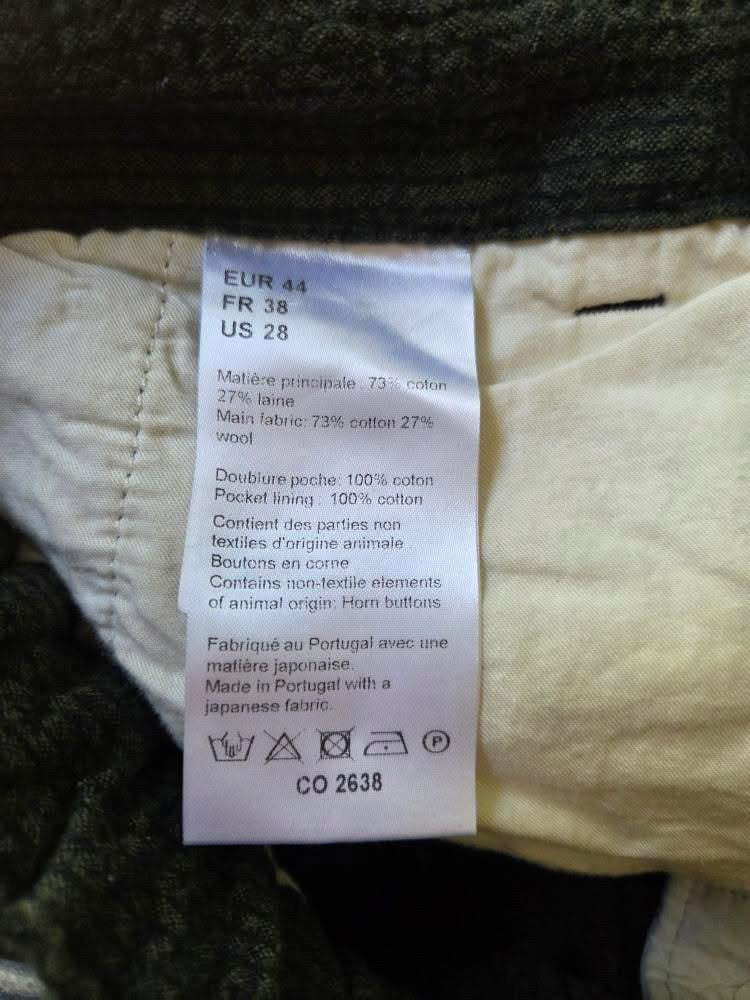 EUR 44
FR 38
US 28
Matière principale : 73% coton
27% laine
Main fabric: 73% cotton 27%
wool
Doublure poche: 100% coton
Pocket lining : 100% cotton
Contient des parties non
textiles d'origine animale :
Boutons en corne
Contains non-textile elements
of animal origin: Horn buttons
Fabriqué au Portugal avec une
matière japonaise.
Made in Portugal with a
japanese fabric.
P
CO 2638